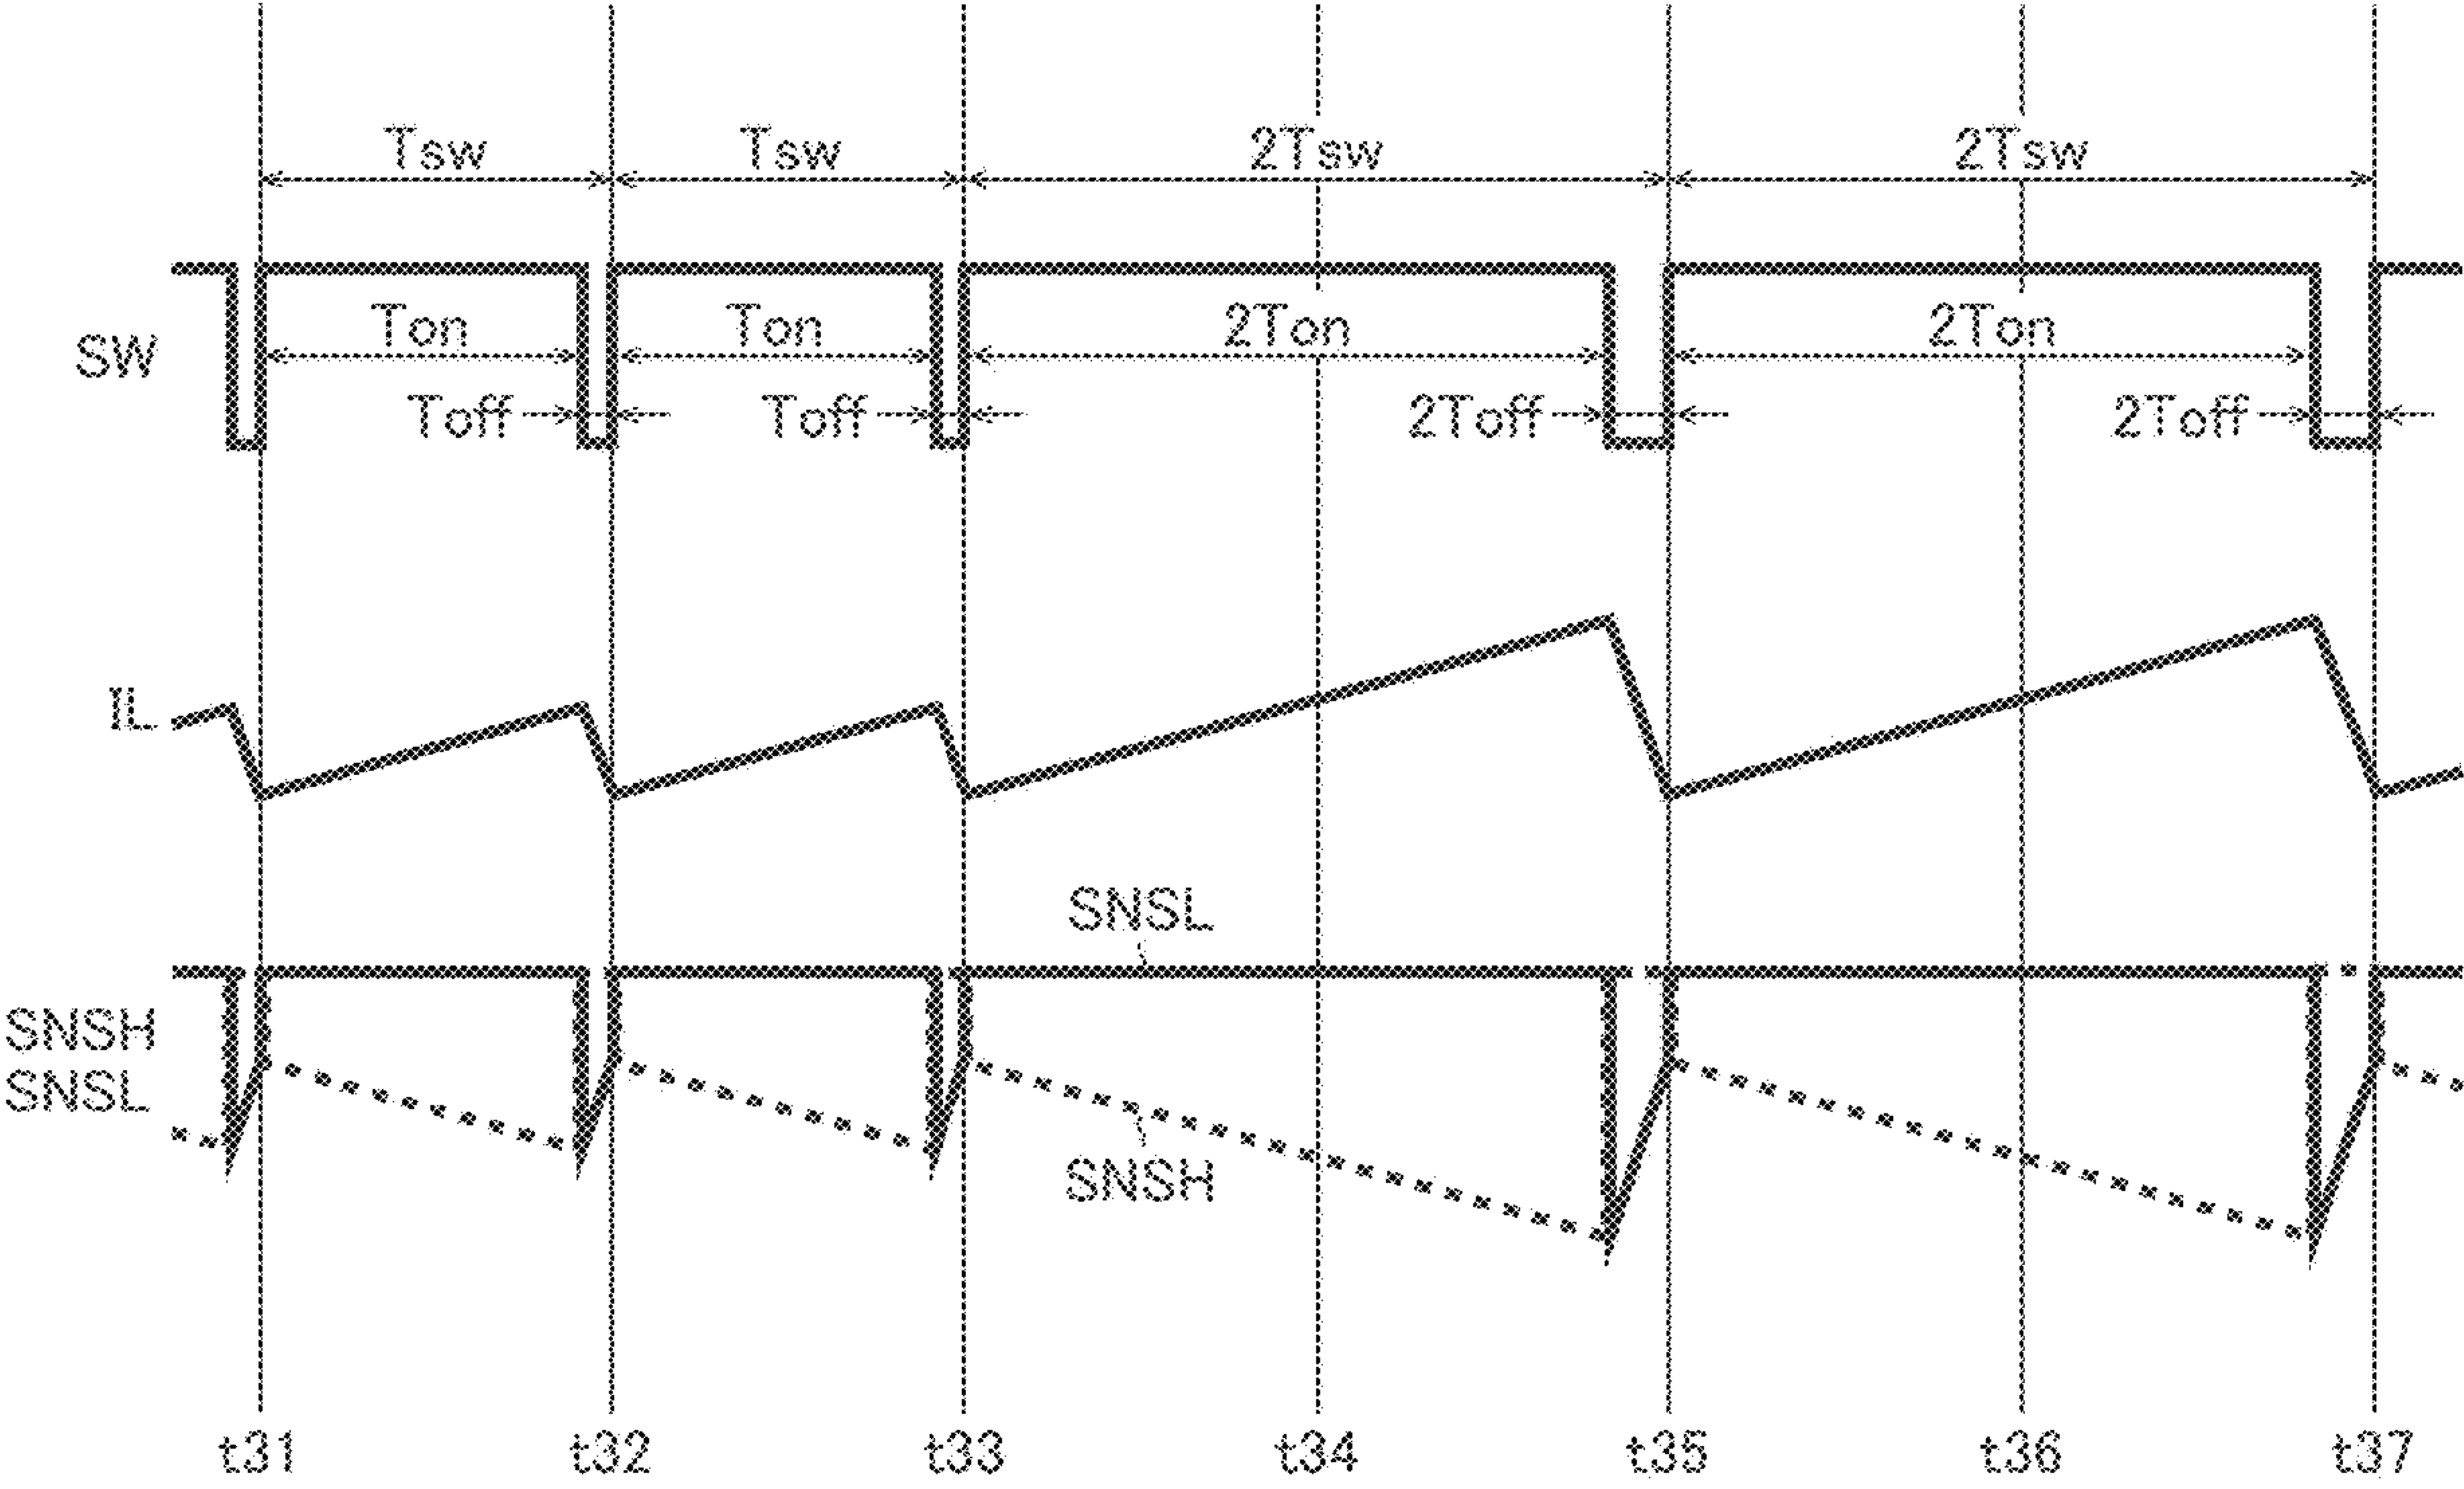 Tsw Tsw 2Tsw 2Tsw
SW Ton Ton 2Ton 2Ton
Toff Toff 2Toff 2Toff
IL
SNSL
SNSH
SNSL
SNSH
t31 t32 t33 t34 t35 t36 t37